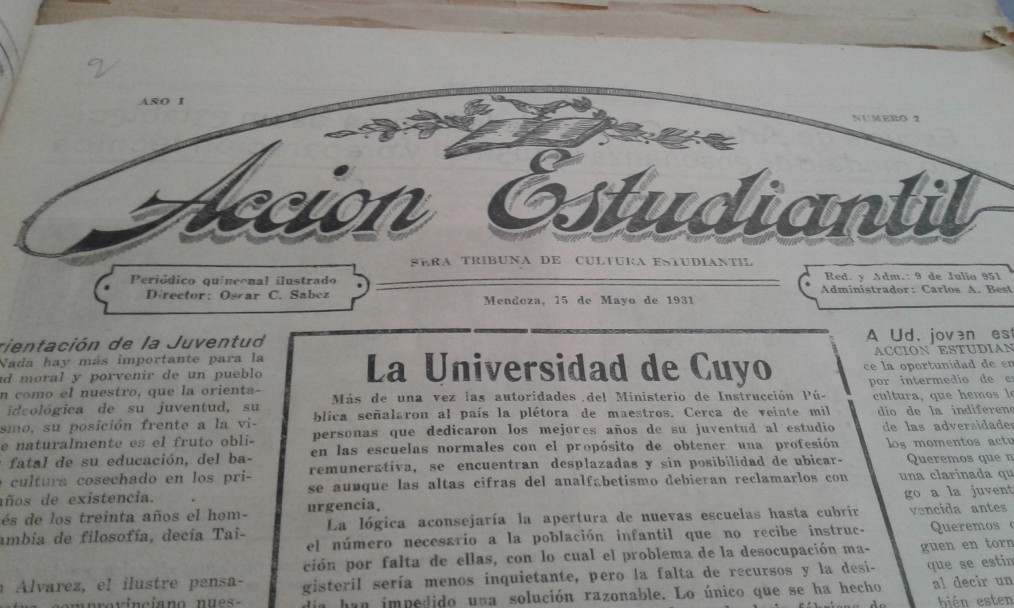 2
AÑO I
NUMERO 2
Accion Estudiantil
SERA TRIBUNA DE CULTURA ESTUDIANTIL
Periódico quincenal ilustrado
Director: Oscar C. Sabez
Mendoza, 15 de Mayo de 1931
Red. y Adm.: 9 de Julio 951
Administrador: Carlos A. Best
rientación de la Juventud
Nada hay más importante para la
ud moral y porvenir de un pueblo
n como el nuestro, que la orienta-
ideológica de su juventud, su
smo, su posición frente a la vi-
e naturalmente es el fruto obli-
fatal de su educación, del ba-
cultura cosechado en los pri-
años de existencia.
és de los treinta años el hom-
ambia de filosofía, decía Tai-
n Alvarez, el ilustre pensa-
comprovinciano nues-
La Universidad de Cuyo
Más de una vez las autoridades del Ministerio de Instrucción Pú-
blica señalaron al país la plétora de maestros. Cerca de veinte mil
personas que dedicaron los mejores años de su juventud al estudio
en las escuelas normales con el propósito de obtener una profesión
remunerativa, se encuentran desplazadas y sin posibilidad de ubicar-
se aunque las altas cifras del analfabetismo debieran reclamarlos con
urgencia.
La lógica aconsejaría la apertura de nuevas escuelas hasta cubrir
el número necesario a la población infantil que no recibe instruc-
ción por falta de ellas, con lo cual el problema de la desocupación ma-
gisteril sería menos inquietante, pero la falta de recursos y la desi-
dia han impedido una solución razonable. Lo único que se ha hecho
A Ud. joven est
ACCION ESTUDIAN
ce la oportunidad de en
por intermedio de e
cultura, que hemos le
dio de la indiferenc
de las adversidades
los momentos actu
Queremos que n
una clarinada qu
go a la juvent
vencida antes
Queremos
guen en torn
que se estin
al decir un
bién esten